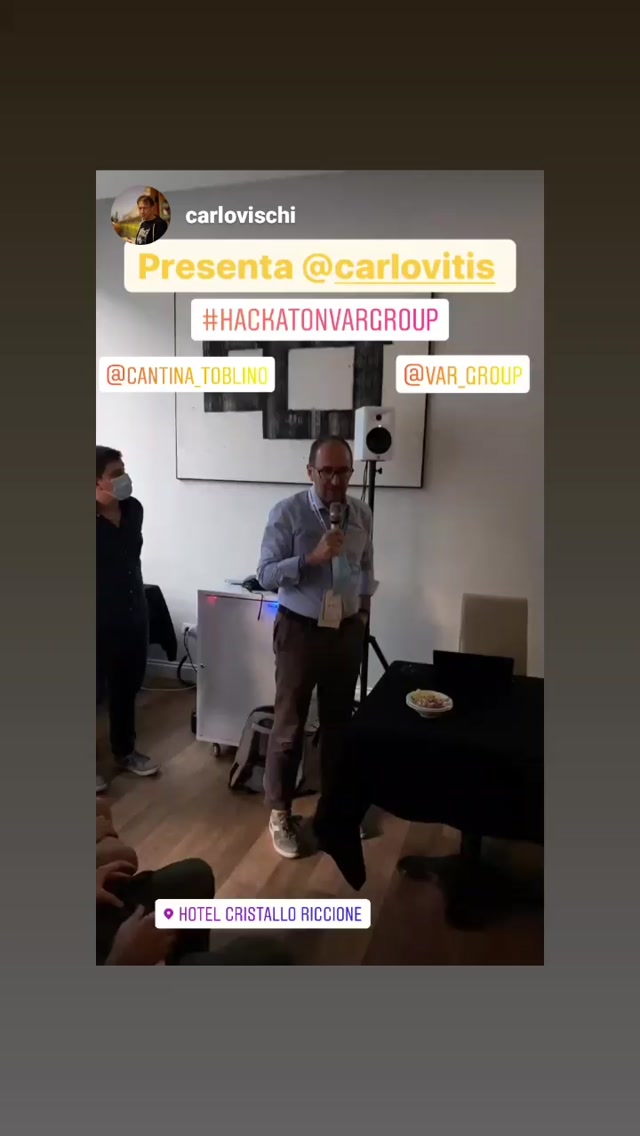 carlovischi
Presenta @carlovitis
#HACKATONVARGROUP
@CANTINA_TOBLINO
@VAR_GROUP
HOTEL CRISTALLO RICCIONE